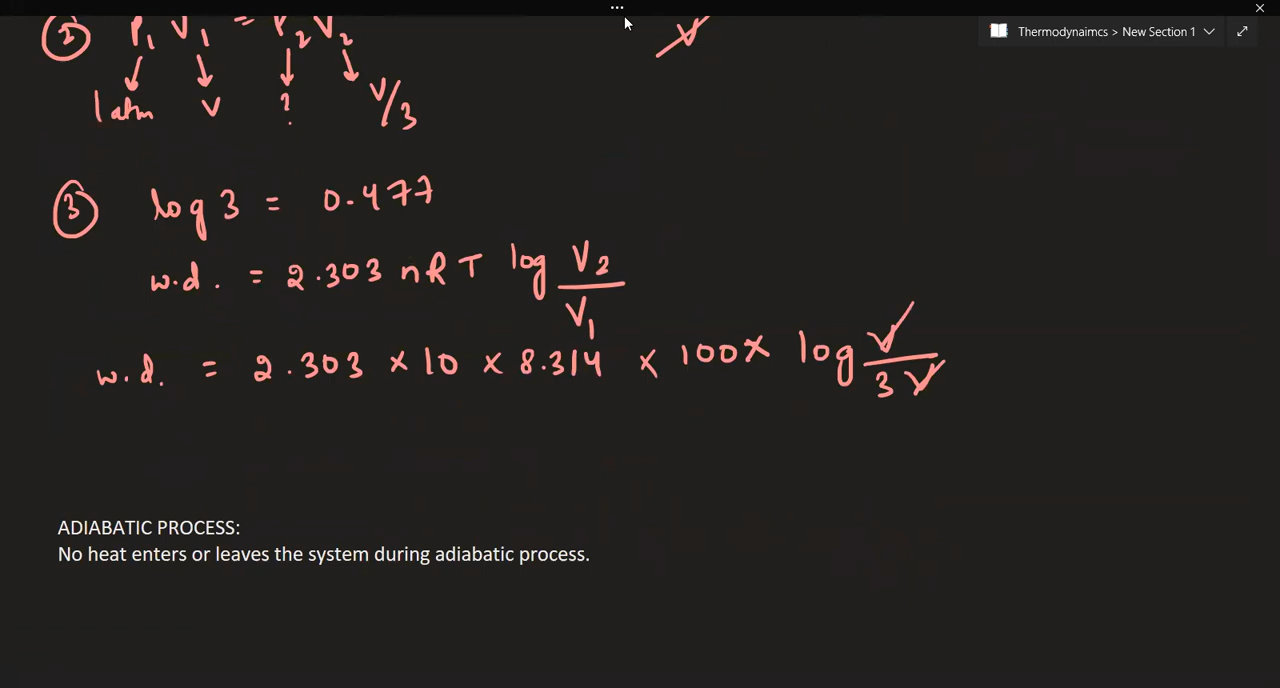 Thermodynaimcs > New Section 1
2 P₁ V₁ = P₂ V₂
1 atm V ? V/3
3 log 3 = 0.477
w.d. = 2.303 nRT log V₂/V₁
w.d. = 2.303 × 10 × 8.314 × 100 × log V/3V
ADIABATIC PROCESS:
No heat enters or leaves the system during adiabatic process.